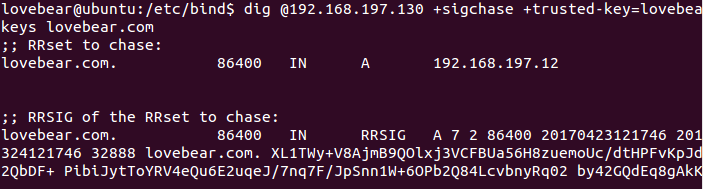 lovebear@ubuntu:/etc/bind$ dig @192.168.197.130 +sigchase +trusted-key=lovebea
keys lovebear.com
;; RRset to chase:
lovebear.com. 86400 IN A 192.168.197.12
;; RRSIG of the RRset to chase:
lovebear.com. 86400 IN RRSIG A 7 2 86400 20170423121746 201
324121746 32888 lovebear.com. XL1TWy+V8AjmB9QOlxj3VCFBUa56H8zuemoUc/dtHPFvKpJd
2QbDF+ PibiJytToYRV4eQu6E2uqeJ/7nq7F/JpSnn1W+6OPb2Q84LcvbnyRq02 by42GQdEq8gAkK